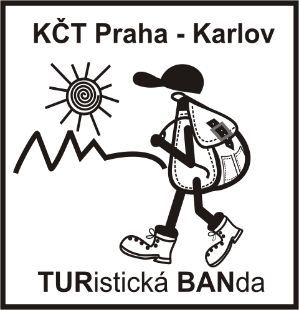 KČT Praha - Karlov
TURistická BANda